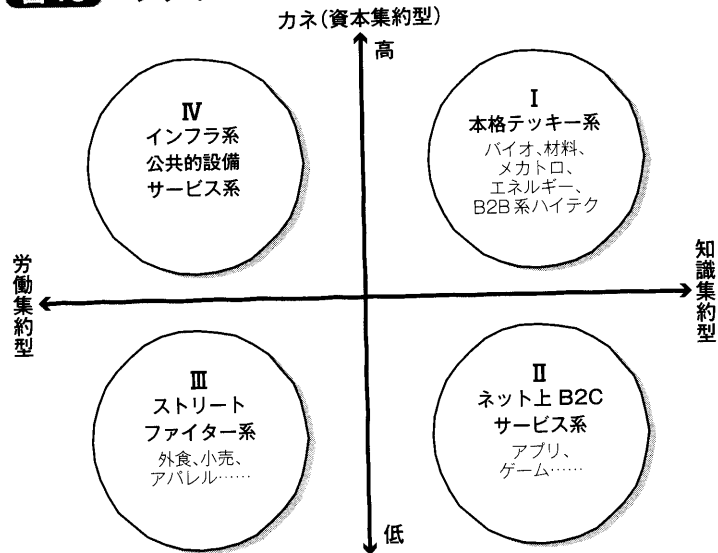 カネ(資本集約型)
高
Ⅳ
インフラ系
公共的設備
サービス系
Ⅰ
本格テッキー系
バイオ、材料、
メカトロ、
エネルギー、
B2B系ハイテク
労働集約型
知識集約型
Ⅲ
ストリート
ファイター系
外食、小売、
アパレル……
Ⅱ
ネット上B2C
サービス系
アプリ、
ゲーム……
低